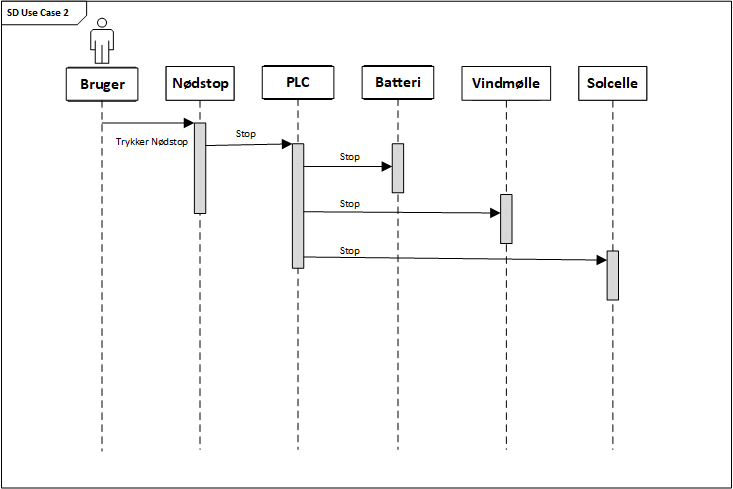 SD Use Case 2
Bruger
Nødstop
PLC
Batteri
Vindmølle
Solcelle
Trykker Nødstop
Stop
Stop
Stop
Stop